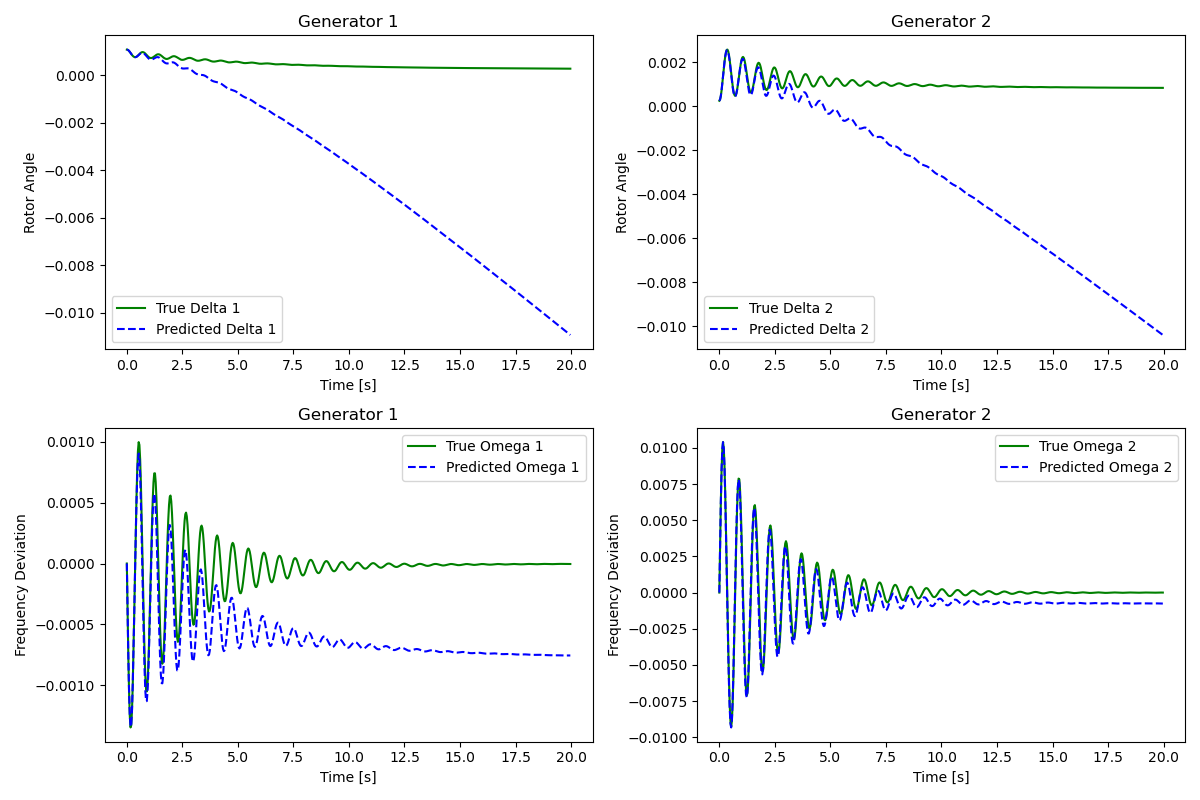 Generator 1
Rotor Angle
0.000
−0.002
−0.004
−0.006
−0.008
−0.010
True Delta 1
Predicted Delta 1
0.0 2.5 5.0 7.5 10.0 12.5 15.0 17.5 20.0
Time [s]
Generator 2
Rotor Angle
0.002
0.000
−0.002
−0.004
−0.006
−0.008
−0.010
True Delta 2
Predicted Delta 2
0.0 2.5 5.0 7.5 10.0 12.5 15.0 17.5 20.0
Time [s]
Generator 1
Frequency Deviation
0.0010
0.0005
0.0000
−0.0005
−0.0010
True Omega 1
Predicted Omega 1
0.0 2.5 5.0 7.5 10.0 12.5 15.0 17.5 20.0
Time [s]
Generator 2
Frequency Deviation
0.0100
0.0075
0.0050
0.0025
0.0000
−0.0025
−0.0050
−0.0075
−0.0100
True Omega 2
Predicted Omega 2
0.0 2.5 5.0 7.5 10.0 12.5 15.0 17.5 20.0
Time [s]